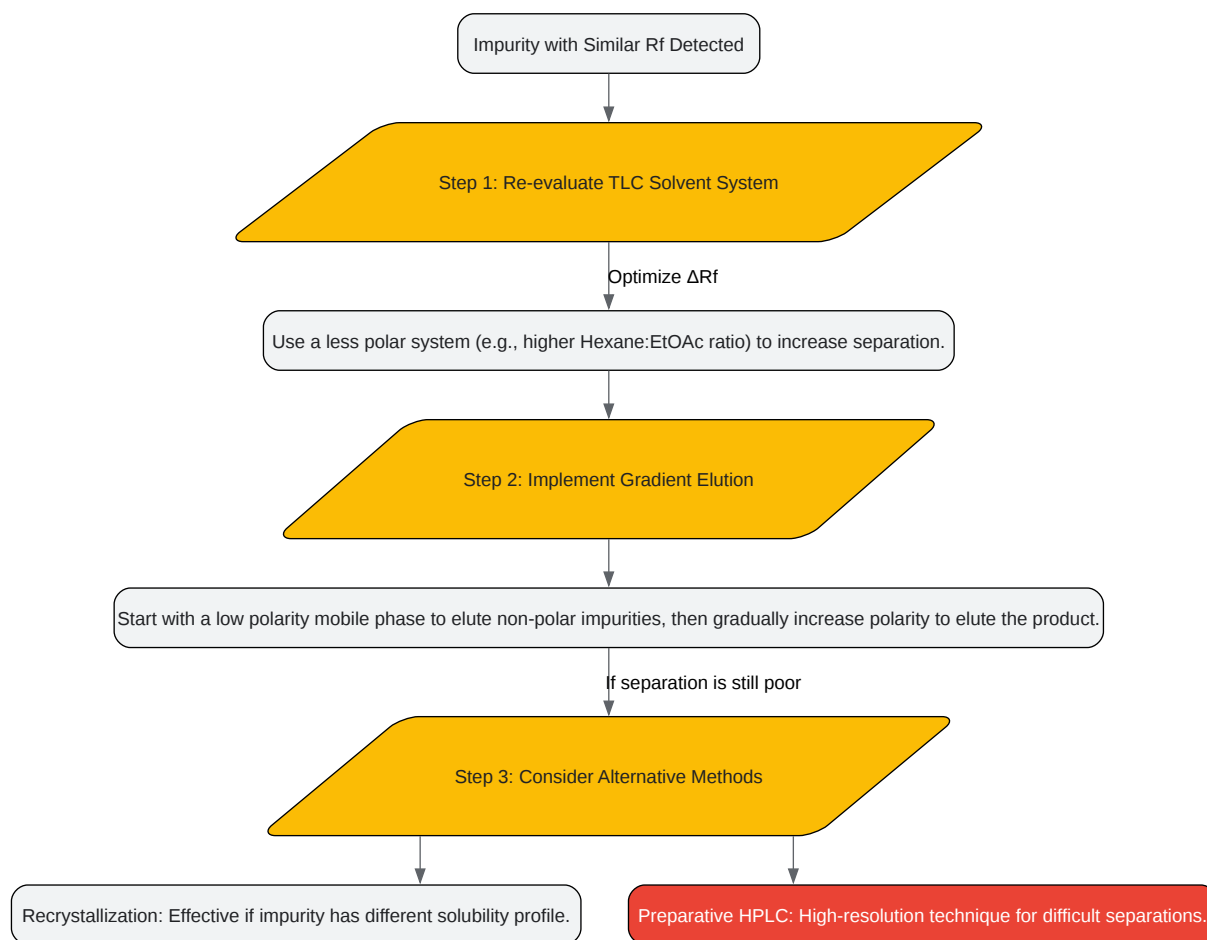 Impurity with Similar Rf Detected
Step 1: Re-evaluate TLC Solvent System
Optimize ΔRf
Use a less polar system (e.g., higher Hexane:EtOAc ratio) to increase separation.
Step 2: Implement Gradient Elution
Start with a low polarity mobile phase to elute non-polar impurities, then gradually increase polarity to elute the product.
If separation is still poor
Step 3: Consider Alternative Methods
Recrystallization: Effective if impurity has different solubility profile.
Preparative HPLC: High-resolution technique for difficult separations.